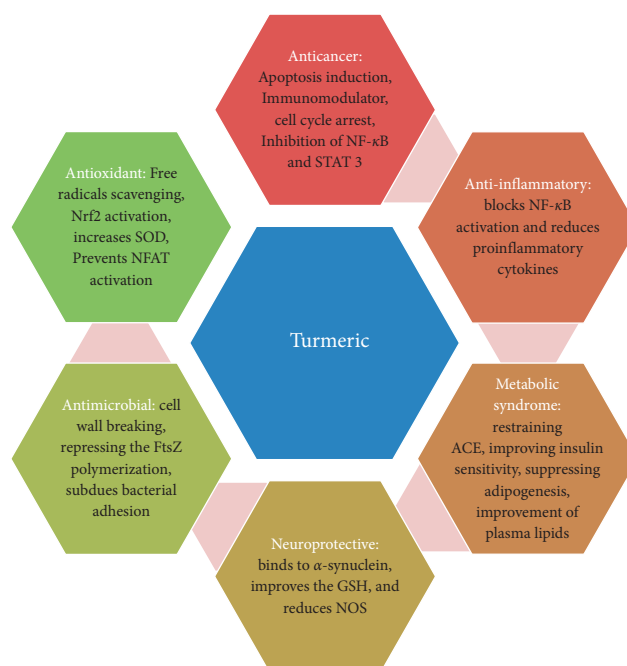 Anticancer:
Apoptosis induction,
Immunomodulator,
cell cycle arrest,
Inhibition of NF-κB
and STAT 3
Anti-inflammatory:
blocks NF-κB
activation and reduces
proinflammatory
cytokines
Metabolic
syndrome:
restraining
ACE, improving insulin
sensitivity, suppressing
adipogenesis,
improvement of
plasma lipids
Neuroprotective:
binds to α-synuclein,
improves the GSH, and
reduces NOS
Antimicrobial: cell
wall breaking,
repressing the FtsZ
polymerization,
subdues bacterial
adhesion
Antioxidant: Free
radicals scavenging,
Nrf2 activation,
increases SOD,
Prevents NFAT
activation
Turmeric